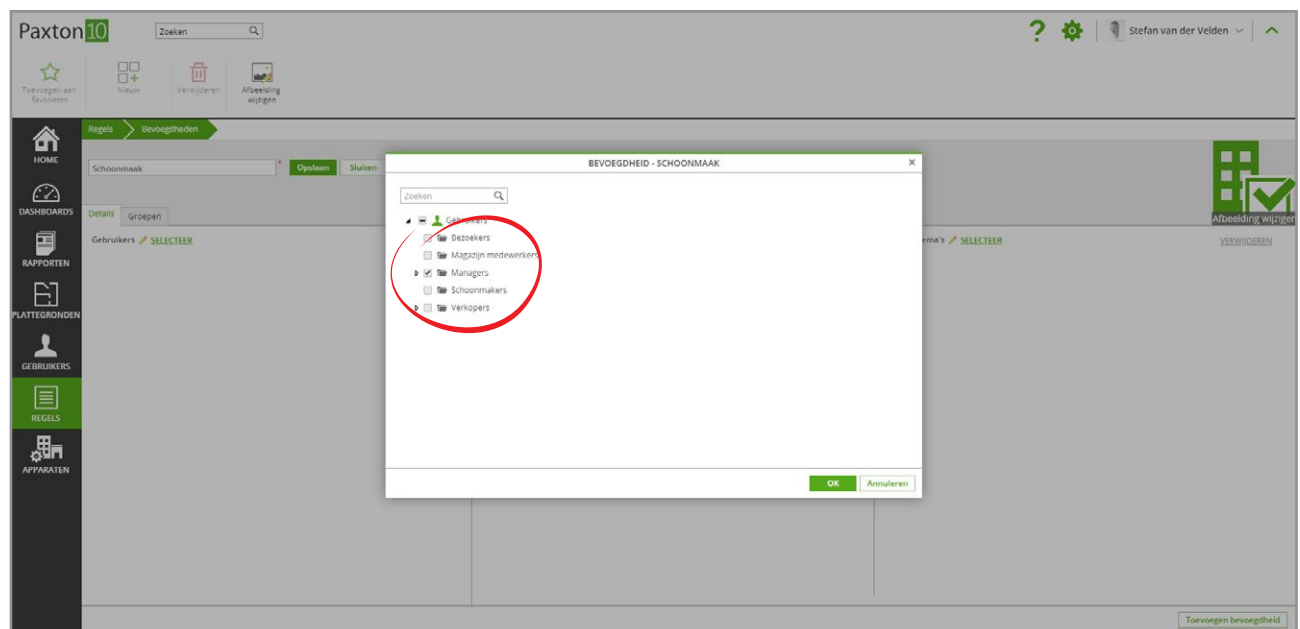 Paxton10
Zoeken
Stefan van der Velden
Toevoegen aan favorieten
Nieuw
Verwijderen
Afbeelding wijzigen
HOME
DASHBOARDS
RAPPORTEN
PLATTEGRONDEN
GEBRUIKERS
REGELS
APPARATEN
Regels
Bevoegdheden
Schoonmaak
*
Opslaan
Sluiten
Afbeelding wijziger
Details
Groepen
Gebruikers
SELECTEER
ema's
SELECTEER
VERWIJDEREN
BEVOEGDHEID - SCHOONMAAK
Zoeken
Gebruikers
Bezoekers
Magazijn medewerkers
Managers
Schoonmakers
Verkopers
OK
Annuleren
Toevoegen bevoegdheid